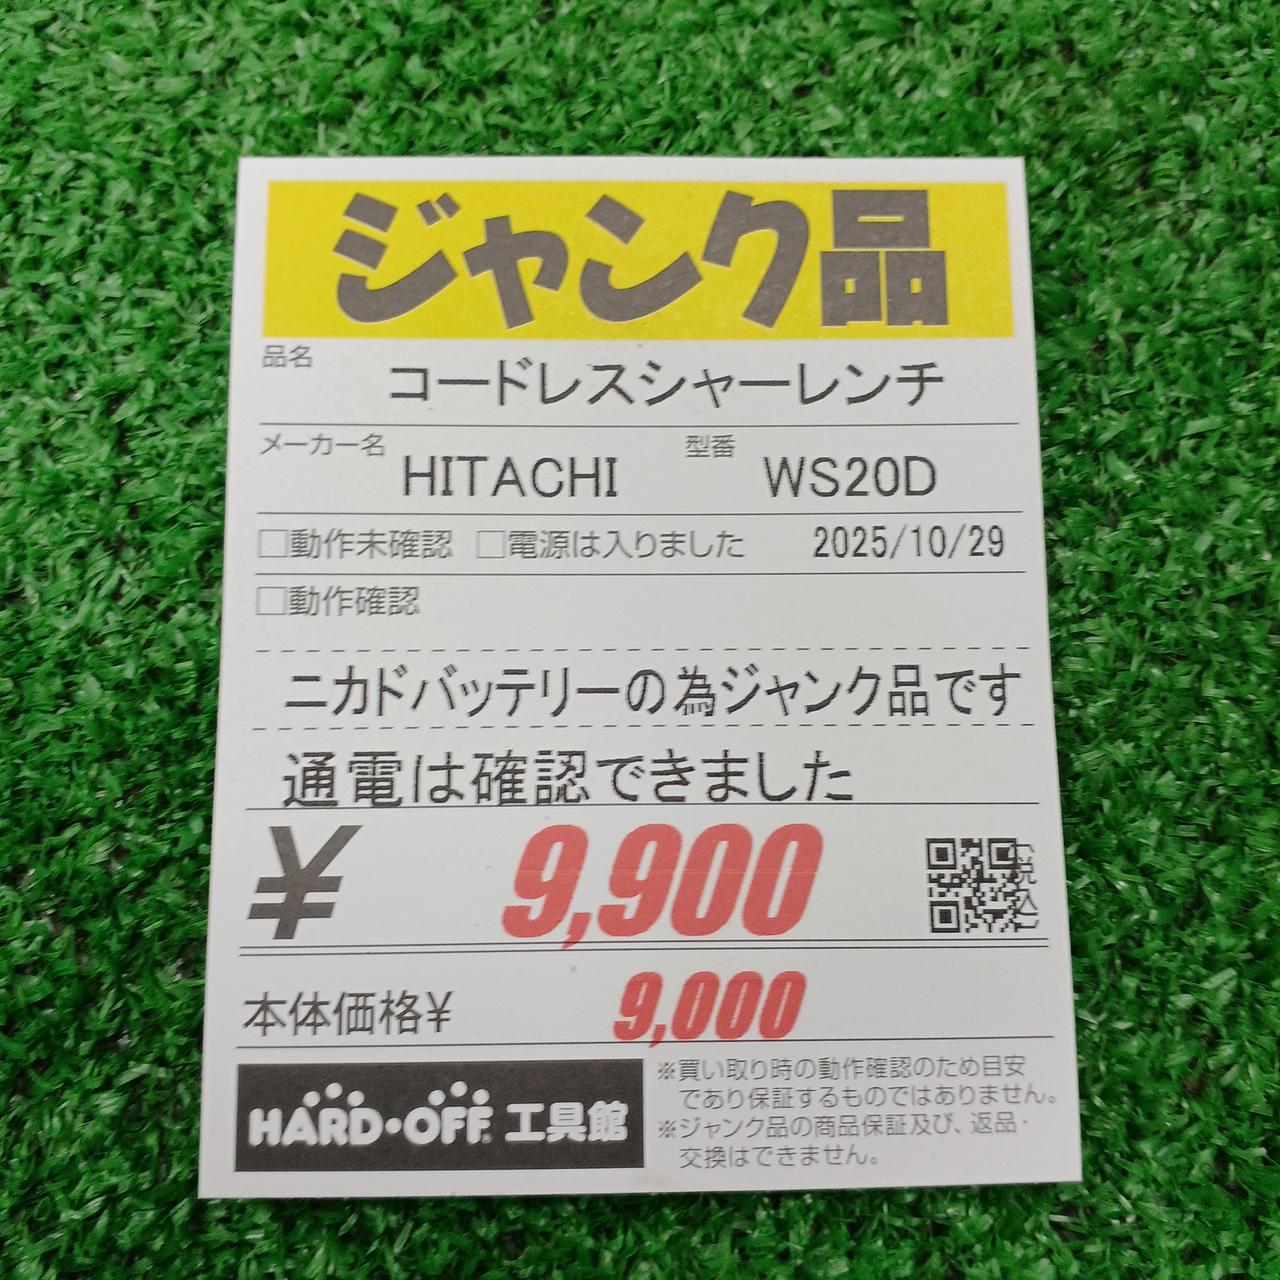 ジャンク品
品名 コードレスシャーレンチ
メーカー名 HITACHI 型番 WS20D
□動作未確認 □電源は入りました 2025/10/29
□動作確認
ニカドバッテリーの為ジャンク品です
通電は確認できました
¥ 9,900 (税込)
本体価格¥ 9,000
HARD・OFF 工具館
※買い取り時の動作確認のため目安
であり保証するものではありません。
※ジャンク品の商品保証及び、返品・
交換はできません。